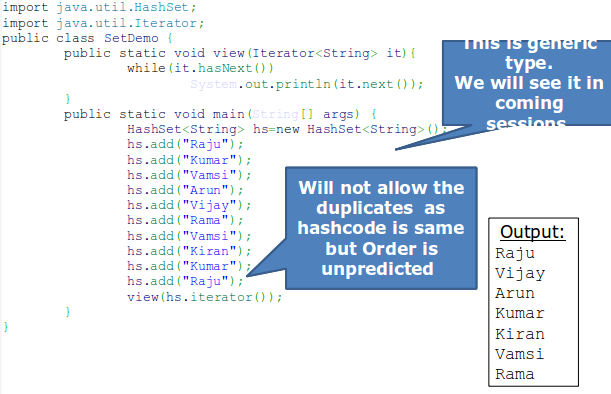 import java.util.HashSet;
import java.util.Iterator;
public class SetDemo {
public static void view(Iterator<String> it){
while(it.hasNext())
System.out.println(it.next());
}
public static void main(String[] args) {
HashSet<String> hs=new HashSet<String>();
hs.add("Raju");
hs.add("Kumar");
hs.add("Vamsi");
hs.add("Arun");
hs.add("Vijay");
hs.add("Rama");
hs.add("Vamsi");
hs.add("Kiran");
hs.add("Kumar");
hs.add("Raju");
view(hs.iterator());
}
}
This is generic
type.
We will see it in
coming
sessions
Will not allow the
duplicates as
hashcode is same
but Order is
unpredicted
Output:
Raju
Vijay
Arun
Kumar
Kiran
Vamsi
Rama